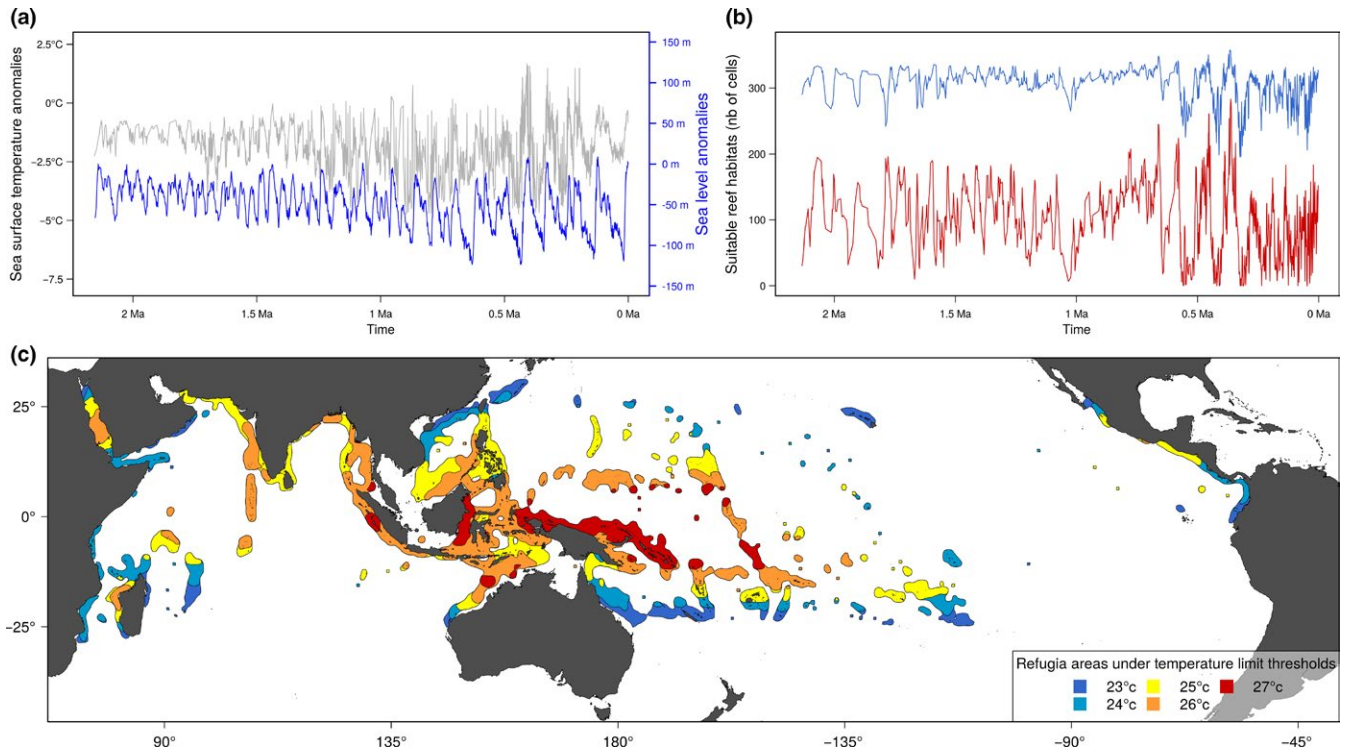 (a)
Sea surface temperature anomalies
2.5°C
0°C
-2.5°C
-5°C
-7.5°C
150 m
100 m
50 m
0 m
-50 m
-100 m
-150 m
Sea level anomalies
2 Ma
1.5 Ma
1 Ma
0.5 Ma
0 Ma
Time
(b)
Suitable reef habitats (nb of cells)
300
200
100
0
2 Ma
1.5 Ma
1 Ma
0.5 Ma
0 Ma
Time
(c)
25°
0°
−25°
90°
135°
180°
−135°
−90°
−45°
Refugia areas under temperature limit thresholds
23°c
25°c
27°c
24°c
26°c